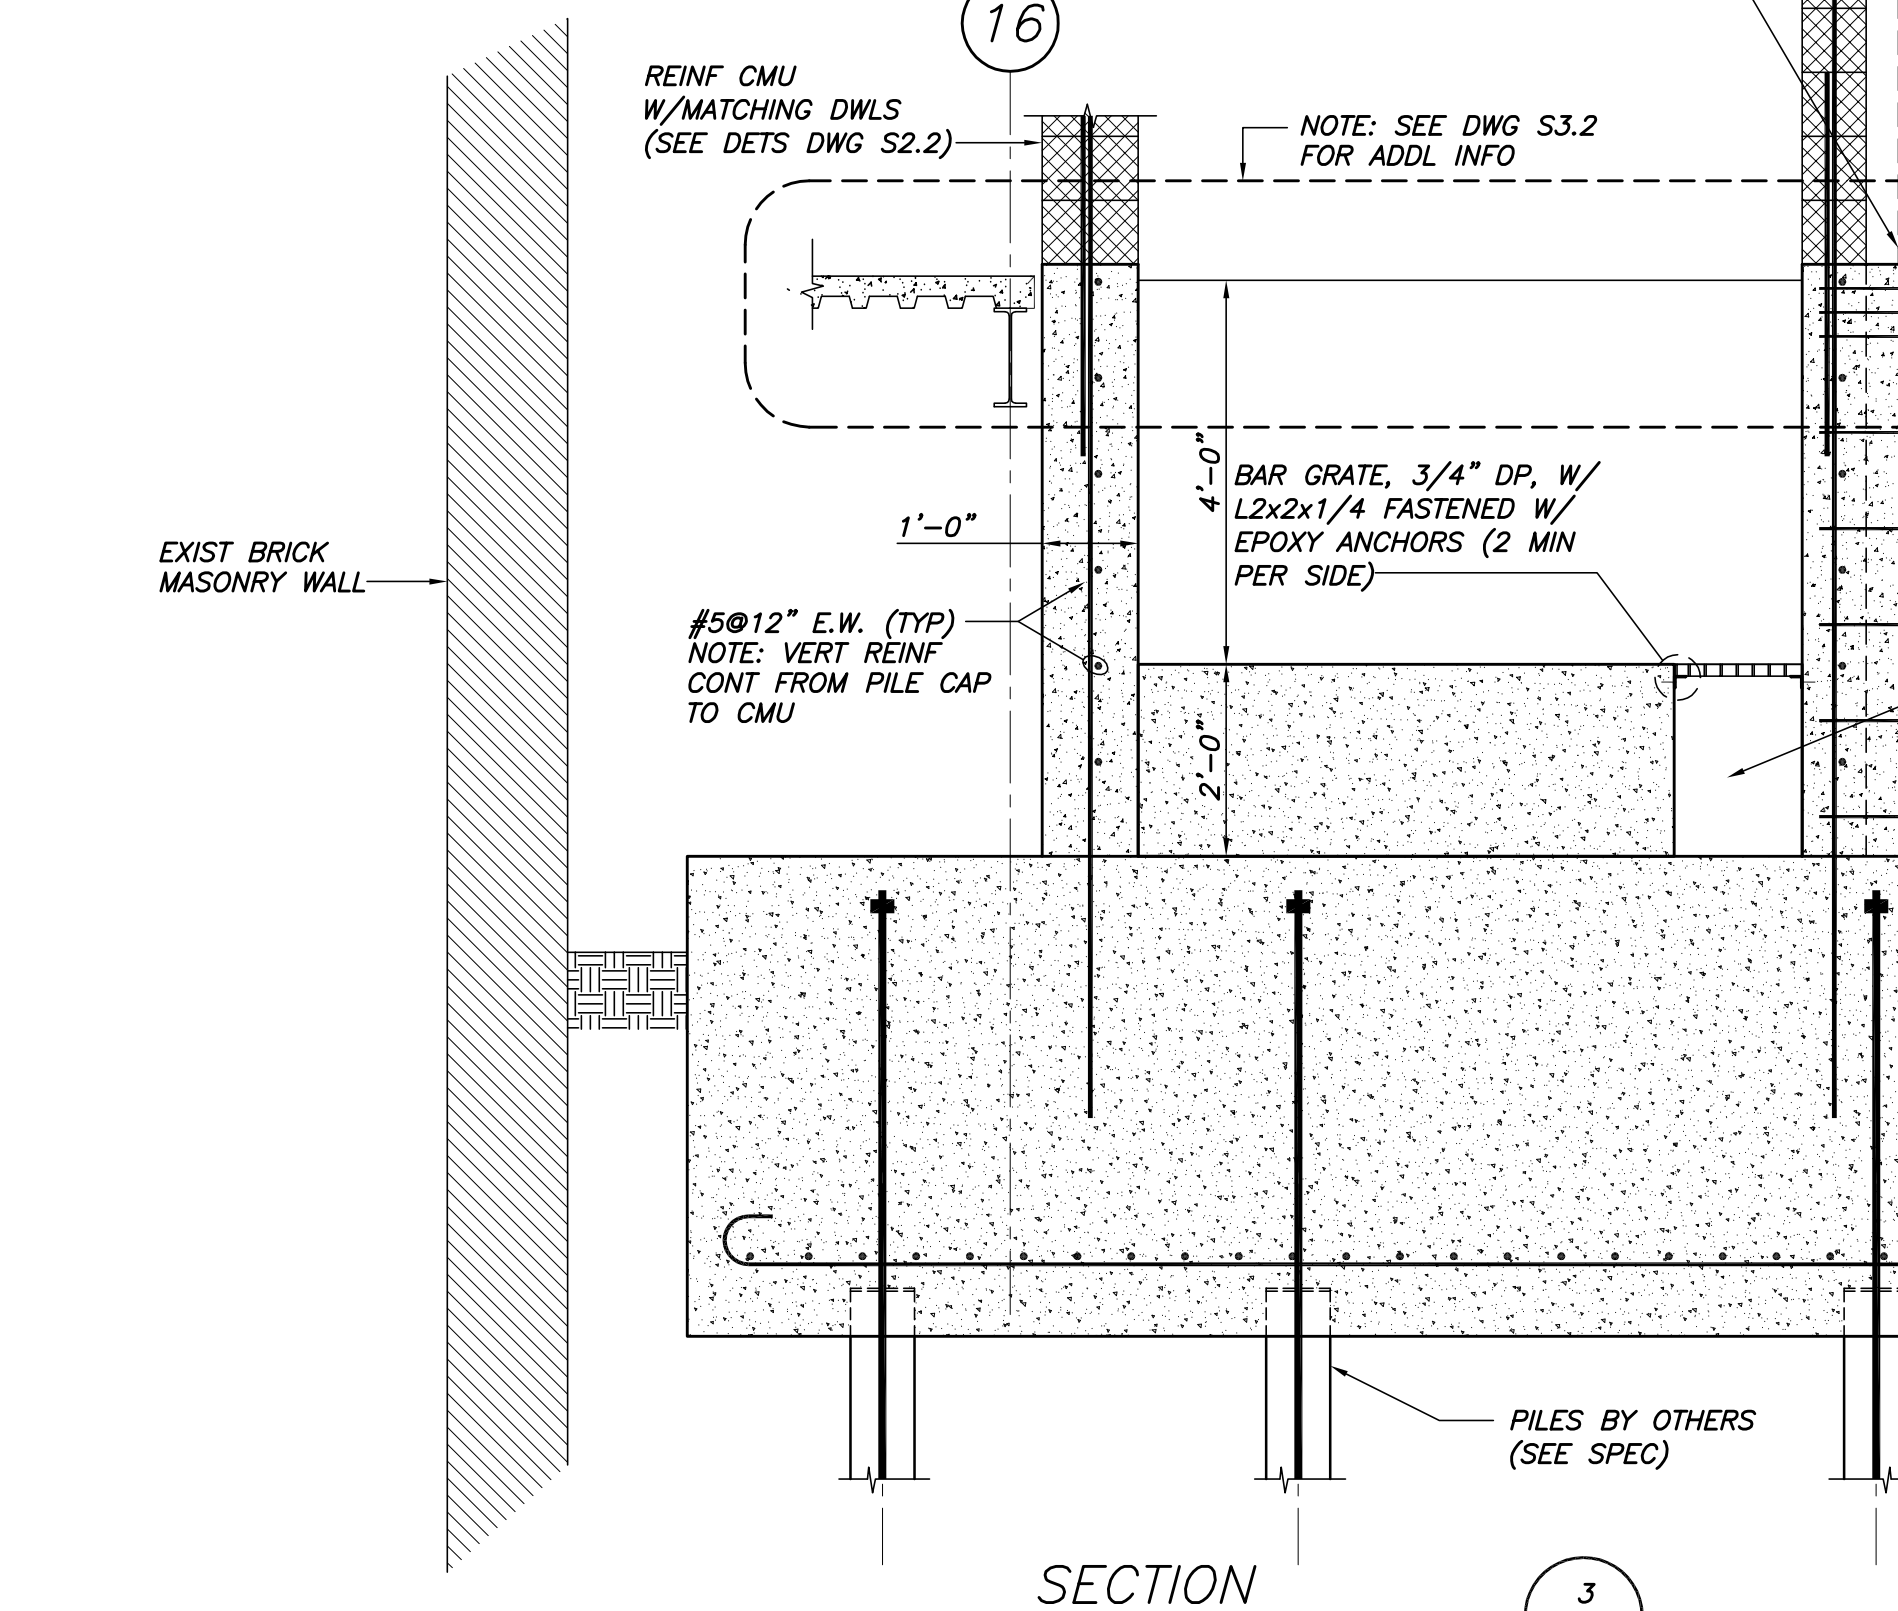 16
REINF CMU
W/MATCHING DWLS
(SEE DETS DWG S2.2)
NOTE: SEE DWG S3.2
FOR ADDL INFO
4'-0"
BAR GRATE, 3/4" DP, W/
L2x2x1/4 FASTENED W/
EPOXY ANCHORS (2 MIN
PER SIDE)
1'-0"
EXIST BRICK
MASONRY WALL
#5@12" E.W. (TYP)
NOTE: VERT REINF
CONT FROM PILE CAP
TO CMU
2'-0"
PILES BY OTHERS
(SEE SPEC)
SECTION
3